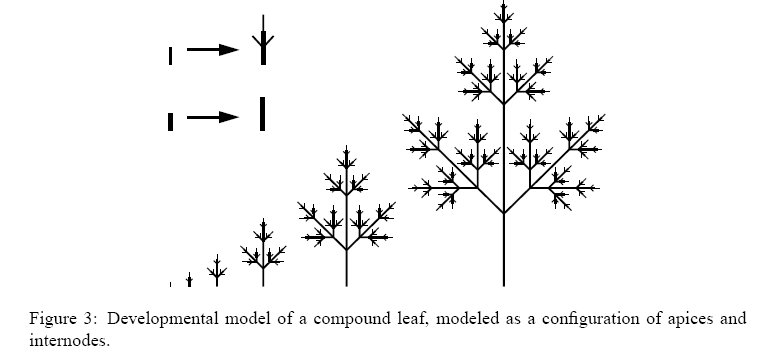 Figure 3: Developmental model of a compound leaf, modeled as a configuration of apices and
internodes.